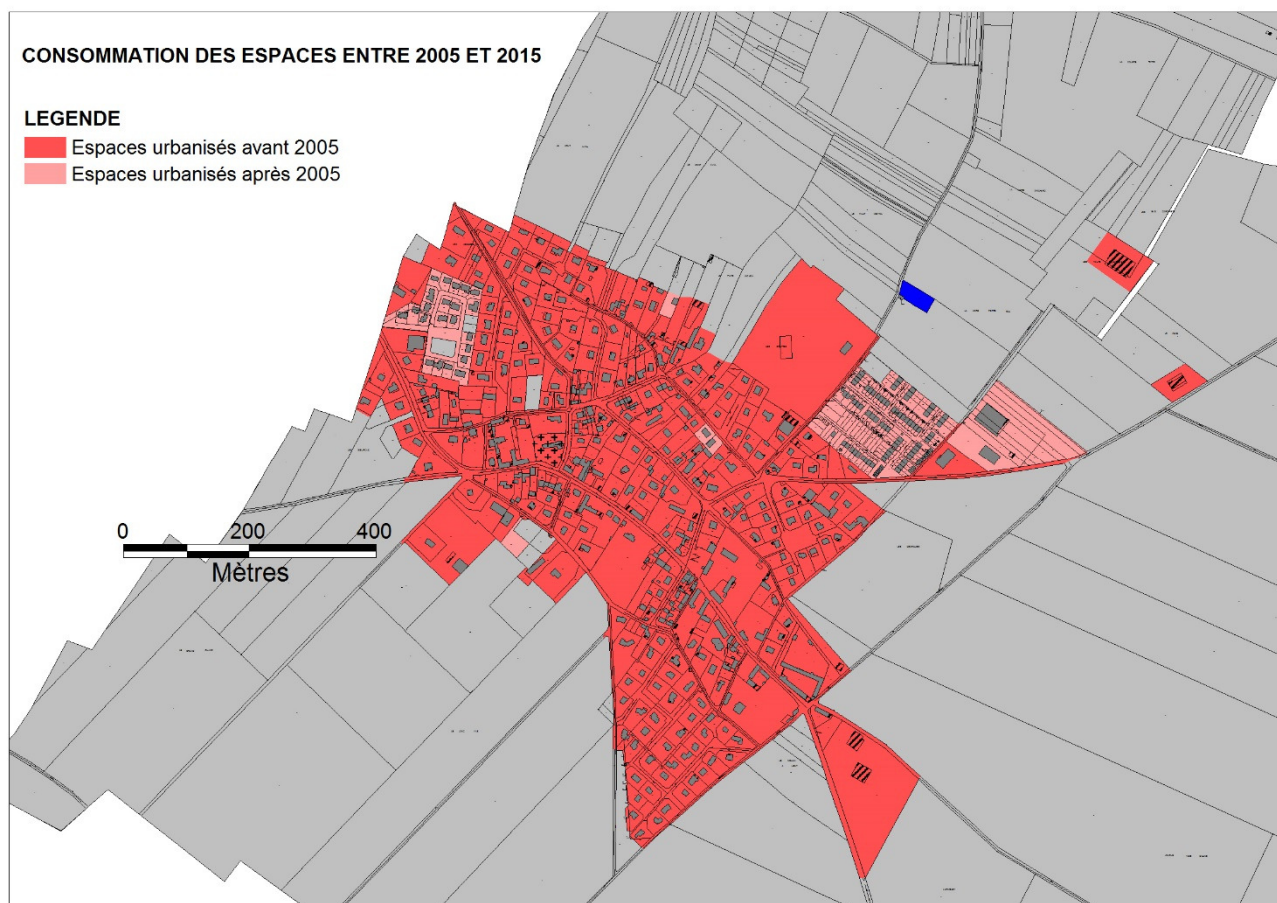 CONSOMMATION DES ESPACES ENTRE 2005 ET 2015
LEGENDE
Espaces urbanisés avant 2005
Espaces urbanisés après 2005
0 200 400
Mètres